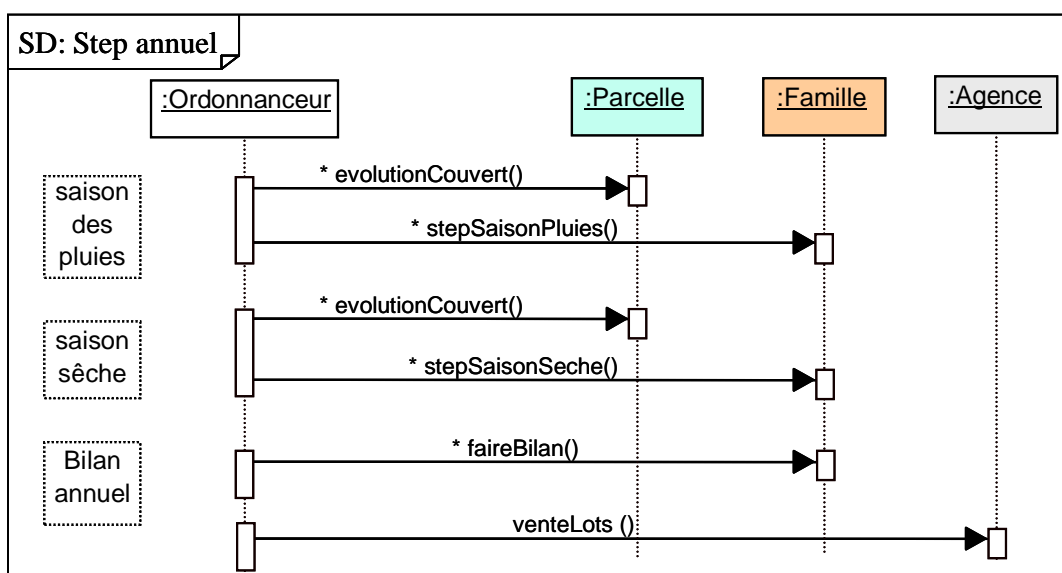 SD: Step annuel
:Ordonnanceur
:Parcelle
:Famille
:Agence
saison
des
pluies
* evolutionCouvert()
* stepSaisonPluies()
saison
sêche
* evolutionCouvert()
* stepSaisonSeche()
Bilan
annuel
* faireBilan()
venteLots ()